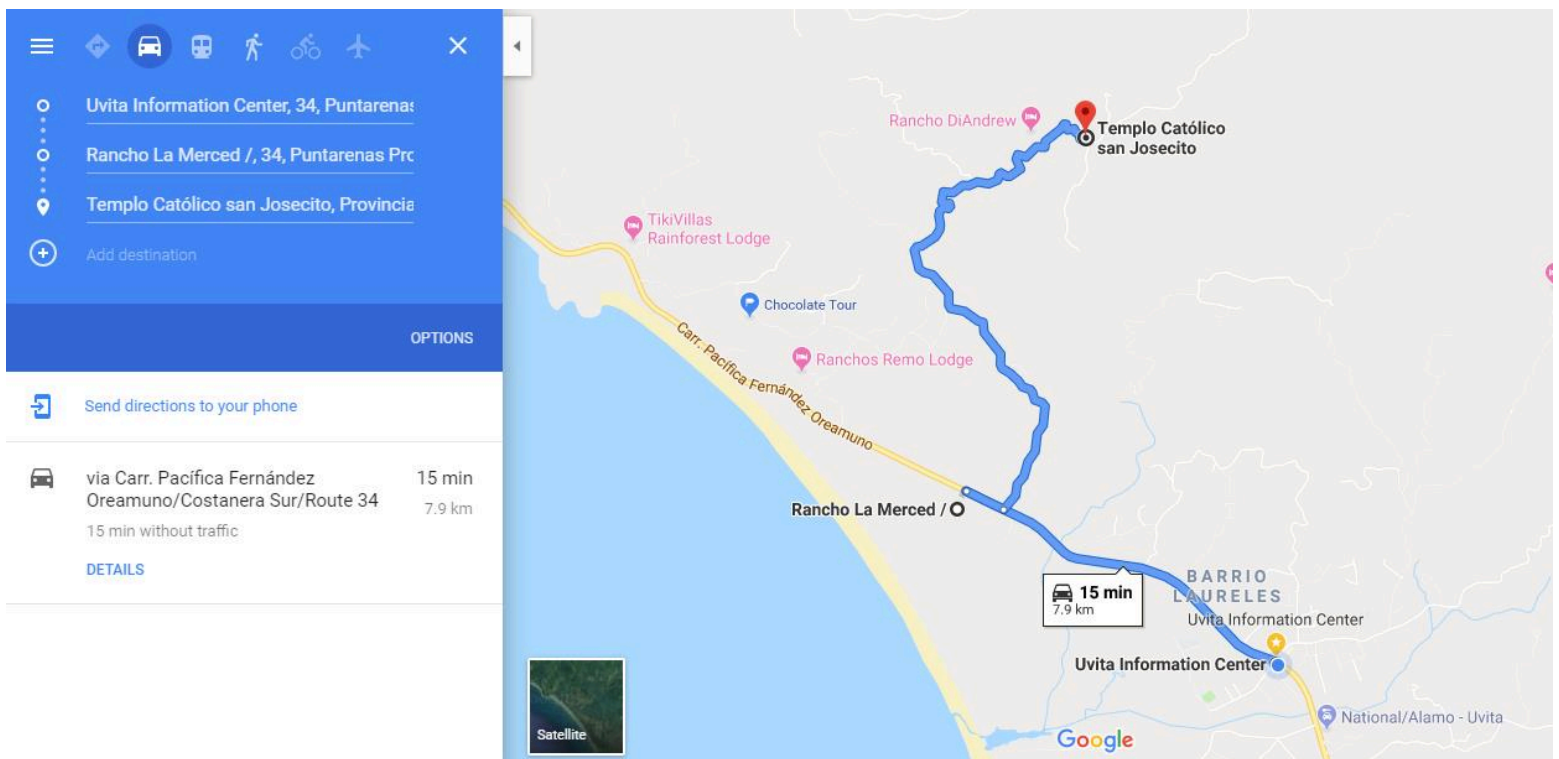 Uvita Information Center, 34, Puntarenas
Rancho La Merced /, 34, Puntarenas Prc
Templo Católico san Josecito, Provincia
Add destination
OPTIONS
Send directions to your phone
via Carr. Pacífica Fernández 15 min
Oreamuno/Costanera Sur/Route 34 7.9 km
15 min without traffic
DETAILS
Rancho DiAndrew
Templo Católico
san Josecito
TikiVillas
Rainforest Lodge
Chocolate Tour
Carr. Pacífica Fernández Oreamuno
Ranchos Remo Lodge
Rancho La Merced /
15 min
7.9 km
BARRIO
LAURELES
Uvita Information Center
Uvita Information Center
National/Alamo - Uvita
Satellite
Google